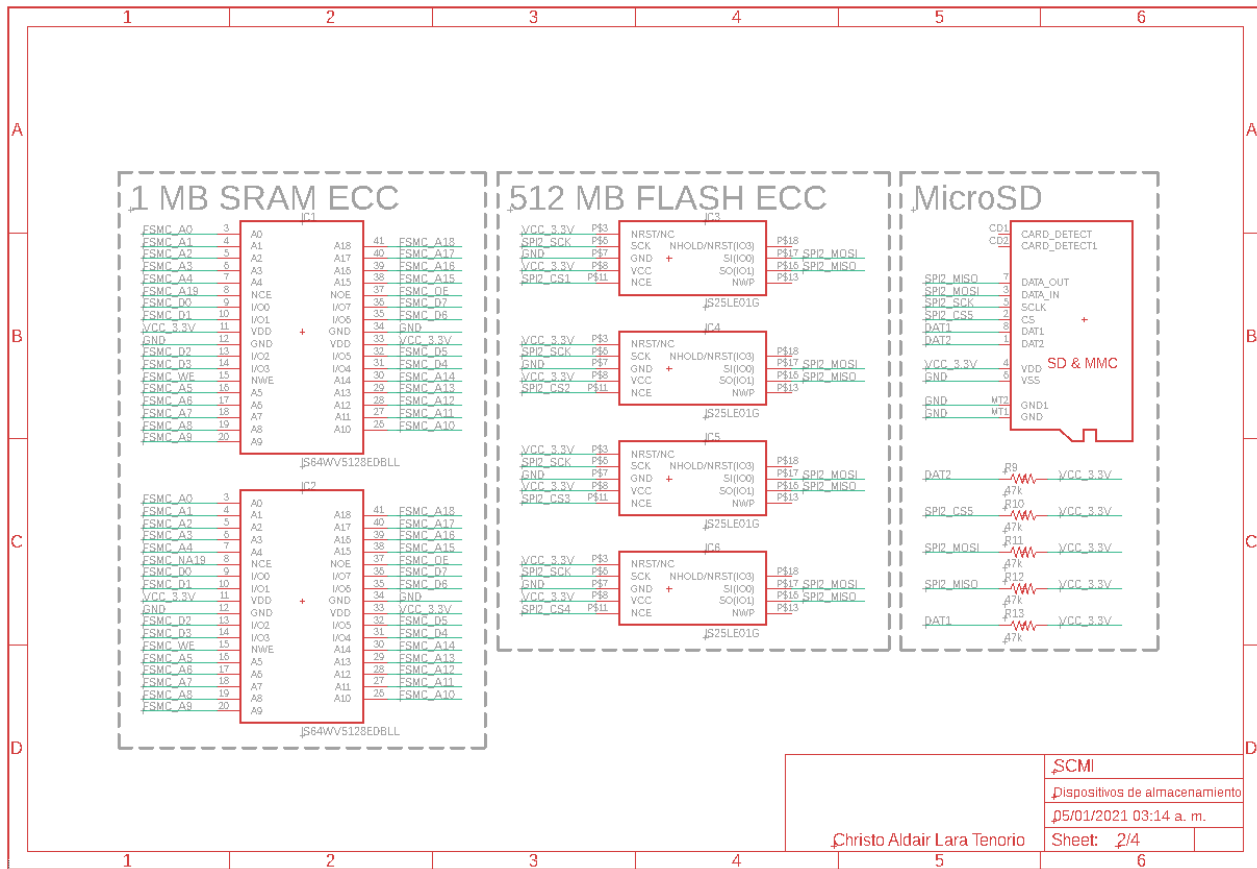 1 2 3 4 5 6
A A
1 MB SRAM ECC
IC1
FSMC_A0 3 A0
FSMC_A1 4 A1 A18 41 FSMC_A18
FSMC_A2 5 A2 A17 40 FSMC_A17
FSMC_A3 6 A3 A16 39 FSMC_A16
FSMC_A4 7 A4 A15 38 FSMC_A15
FSMC_A19 8 NCE NOE 37 FSMC_OE
FSMC_D0 9 I/O0 I/O7 36 FSMC_D7
FSMC_D1 10 I/O1 I/O6 35 FSMC_D6
VCC_3.3V 11 VDD GND 34 GND
GND 12 GND VDD 33 VCC_3.3V
FSMC_D2 13 I/O2 I/O5 32 FSMC_D5
FSMC_D3 14 I/O3 I/O4 31 FSMC_D4
FSMC_WE 15 NWE A14 30 FSMC_A14
FSMC_A5 16 A5 A13 29 FSMC_A13
FSMC_A6 17 A6 A12 28 FSMC_A12
FSMC_A7 18 A7 A11 27 FSMC_A11
FSMC_A8 19 A8 A10 26 FSMC_A10
FSMC_A9 20 A9
IS64WV5128EDBLL
IC2
FSMC_A0 3 A0
FSMC_A1 4 A1 A18 41 FSMC_A18
FSMC_A2 5 A2 A17 40 FSMC_A17
FSMC_A3 6 A3 A16 39 FSMC_A16
FSMC_A4 7 A4 A15 38 FSMC_A15
FSMC_NA19 8 NCE NOE 37 FSMC_OE
FSMC_D0 9 I/O0 I/O7 36 FSMC_D7
FSMC_D1 10 I/O1 I/O6 35 FSMC_D6
VCC_3.3V 11 VDD GND 34 GND
GND 12 GND VDD 33 VCC_3.3V
FSMC_D2 13 I/O2 I/O5 32 FSMC_D5
FSMC_D3 14 I/O3 I/O4 31 FSMC_D4
FSMC_WE 15 NWE A14 30 FSMC_A14
FSMC_A5 16 A5 A13 29 FSMC_A13
FSMC_A6 17 A6 A12 28 FSMC_A12
FSMC_A7 18 A7 A11 27 FSMC_A11
FSMC_A8 19 A8 A10 26 FSMC_A10
FSMC_A9 20 A9
IS64WV5128EDBLL
512 MB FLASH ECC
IC3
VCC_3.3V P$3 NRST/NC
SPI2_SCK P$6 SCK NHOLD/NRST(IO3) P$18
GND P$7 GND SI(IO0) P$17 SPI2_MOSI
VCC_3.3V P$8 VCC SO(IO1) P$16 SPI2_MISO
SPI2_CS1 P$11 NCE NWP P$13
IS25LE01G
IC4
VCC_3.3V P$3 NRST/NC
SPI2_SCK P$6 SCK NHOLD/NRST(IO3) P$18
GND P$7 GND SI(IO0) P$17 SPI2_MOSI
VCC_3.3V P$8 VCC SO(IO1) P$16 SPI2_MISO
SPI2_CS2 P$11 NCE NWP P$13
IS25LE01G
IC5
VCC_3.3V P$3 NRST/NC
SPI2_SCK P$6 SCK NHOLD/NRST(IO3) P$18
GND P$7 GND SI(IO0) P$17 SPI2_MOSI
VCC_3.3V P$8 VCC SO(IO1) P$16 SPI2_MISO
SPI2_CS3 P$11 NCE NWP P$13
IS25LE01G
IC6
VCC_3.3V P$3 NRST/NC
SPI2_SCK P$6 SCK NHOLD/NRST(IO3) P$18
GND P$7 GND SI(IO0) P$17 SPI2_MOSI
VCC_3.3V P$8 VCC SO(IO1) P$16 SPI2_MISO
SPI2_CS4 P$11 NCE NWP P$13
IS25LE01G
MicroSD
CD1 CARD_DETECT
CD2 CARD_DETECT1
SPI2_MISO 7 DATA_OUT
SPI2_MOSI 3 DATA_IN
SPI2_SCK 5 SCLK
SPI2_CS5 2 CS
DAT1 8 DAT1
DAT2 1 DAT2
SD & MMC
VCC_3.3V 4 VDD
GND 6 VSS
GND MT2 GND1
GND MT1 GND
R9
DAT2 VCC_3.3V
47k
R10
SPI2_CS5 VCC_3.3V
47k
R11
SPI2_MOSI VCC_3.3V
47k
R12
SPI2_MISO VCC_3.3V
47k
R13
DAT1 VCC_3.3V
47k
B B
C C
D D
SCMI
Dispositivos de almacenamiento
05/01/2021 03:14 a. m.
Christo Aldair Lara Tenorio
Sheet: 2/4
1 2 3 4 5 6